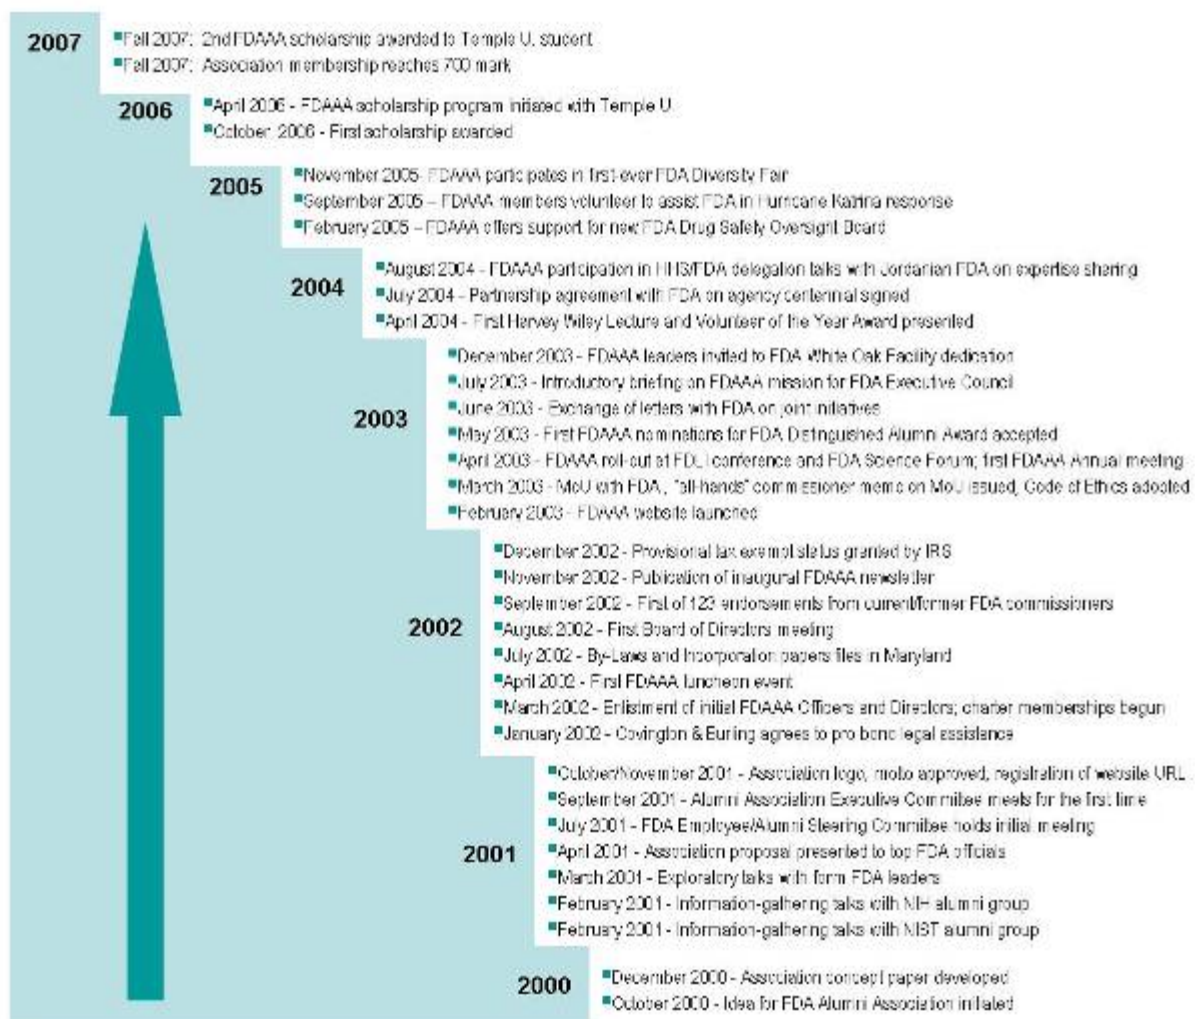 2007
Fall 2007: 2nd FDAAA scholarship awarded to Temple U. student
Fall 2007: Association membership reaches 700 mark
2006
April 2006 - FDAAA scholarship program initiated with Temple U.
October 2006 - First scholarship awarded
2005
November 2005- FDAAA participates in first-ever FDA Diversity Fair
September 2005 – FDAAA members volunteer to assist FDA in Hurricane Katrina response
February 2005 – FDAAA offers support for new FDA Drug Safety Oversight Board
2004
August 2004 - FDAAA participation in HHS/FDA delegation talks with Jordanian FDA on expertise sharing
July 2004 - Partnership agreement with FDA on agency centennial signed
April 2004 - First Harvey Wiley Lecture and Volunteer of the Year Award presented
2003
December 2003 - FDAAA leaders invited to FDA White Oak Facility dedication
July 2003 - Introductory briefing on FDAAA mission for FDA Executive Council
June 2003 - Exchange of letters with FDA on joint initiatives
May 2003 - First FDAAA nominations for FDA Distinguished Alumni Award accepted
April 2003 - FDAAA roll-out at FDLI conference and FDA Science Forum; first FDAAA Annual meeting
March 2003 - MoU with FDA , "all-hands" commissioner memo on MoU issued, Code of Ethics adopted
February 2003 - FDAAA website launched
2002
December 2002 - Provisional tax exempt status granted by IRS
November 2002 - Publication of inaugural FDAAA newsletter
September 2002 - First of 123 endorsements from current/former FDA commissioners
August 2002 - First Board of Directors meeting
July 2002 - By-Laws and Incorporation papers files in Maryland
April 2002 - First FDAAA luncheon event
March 2002 - Enlistment of initial FDAAA Officers and Directors; charter memberships begun
January 2002 - Covington & Burling agrees to pro bono legal assistance
2001
October/November 2001 - Association logo, motto approved, registration of website URL
September 2001 - Alumni Association Executive Committee meets for the first time
July 2001 - FDA Employee/Alumni Steering Committee holds initial meeting
April 2001 - Association proposal presented to top FDA officials
March 2001 - Exploratory talks with form FDA leaders
February 2001 - Information-gathering talks with NIH alumni group
February 2001 - Information-gathering talks with NIST alumni group
2000
December 2000 - Association concept paper developed
October 2000 - Idea for FDA Alumni Association initiated